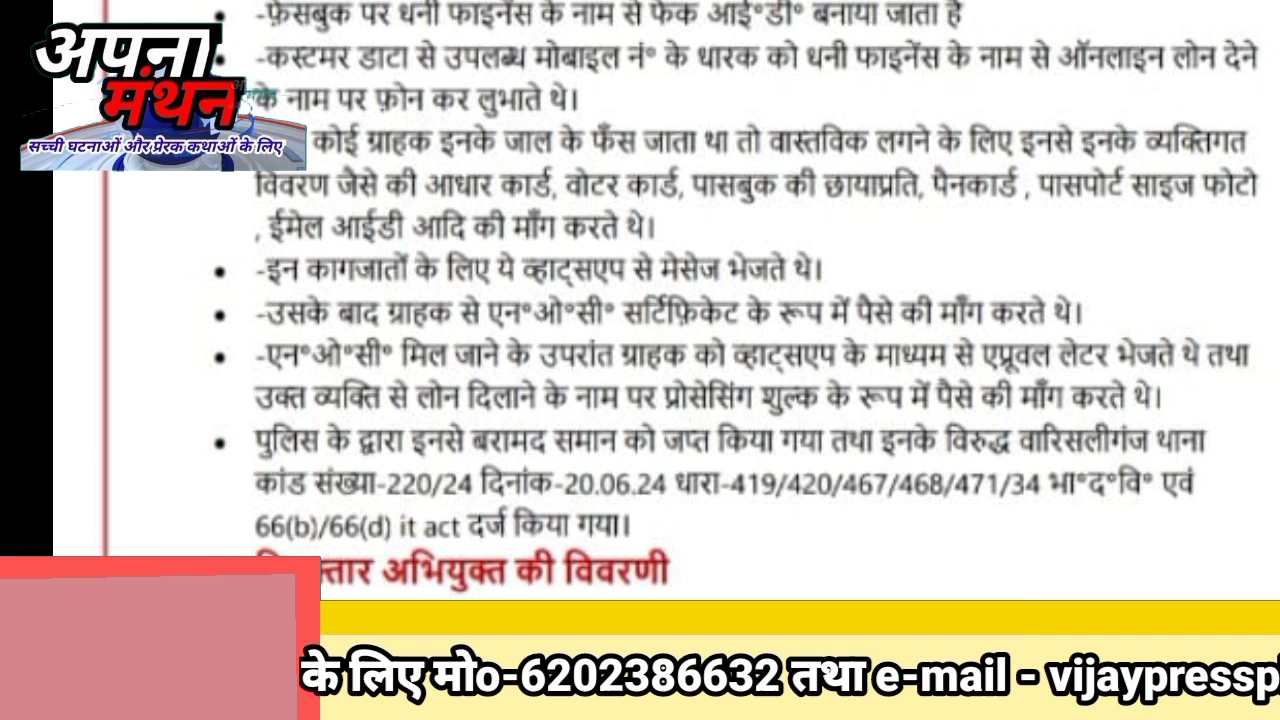 -फ़ेसबुक पर धनी फाइनेंस के नाम से फेक आई°डी° बनाया जाता है
-कस्टमर डाटा से उपलब्ध मोबाइल नं° के धारक को धनी फाइनेंस के नाम से ऑनलाइन लोन देने
के नाम पर फ़ोन कर लुभाते थे।
कोई ग्राहक इनके जाल के फँस जाता था तो वास्तविक लगने के लिए इनसे इनके व्यक्तिगत
विवरण जैसे की आधार कार्ड, वोटर कार्ड, पासबुक की छायाप्रति, पैनकार्ड , पासपोर्ट साइज फोटो
, ईमेल आईडी आदि की माँग करते थे।
-इन कागजातों के लिए ये व्हाट्सएप से मेसेज भेजते थे।
-उसके बाद ग्राहक से एन°ओ°सी° सर्टिफ़िकेट के रूप में पैसे की माँग करते थे।
-एन°ओ°सी° मिल जाने के उपरांत ग्राहक को व्हाट्सएप के माध्यम से एप्रूवल लेटर भेजते थे तथा
उक्त व्यक्ति से लोन दिलाने के नाम पर प्रोसेसिंग शुल्क के रूप में पैसे की माँग करते थे।
पुलिस के द्वारा इनसे बरामद समान को जप्त किया गया तथा इनके विरुद्ध वारिसलीगंज थाना
कांड संख्या-220/24 दिनांक-20.06.24 धारा-419/420/467/468/471/34 भा°द°वि° एवं
66(b)/66(d) it act दर्ज किया गया।
तार अभियुक्त की विवरणी
अपना
मंथन
सच्ची घटनाओं और प्रेरक कथाओं के लिए
के लिए मोo-6202386632 तथा e-mail - vijaypressp